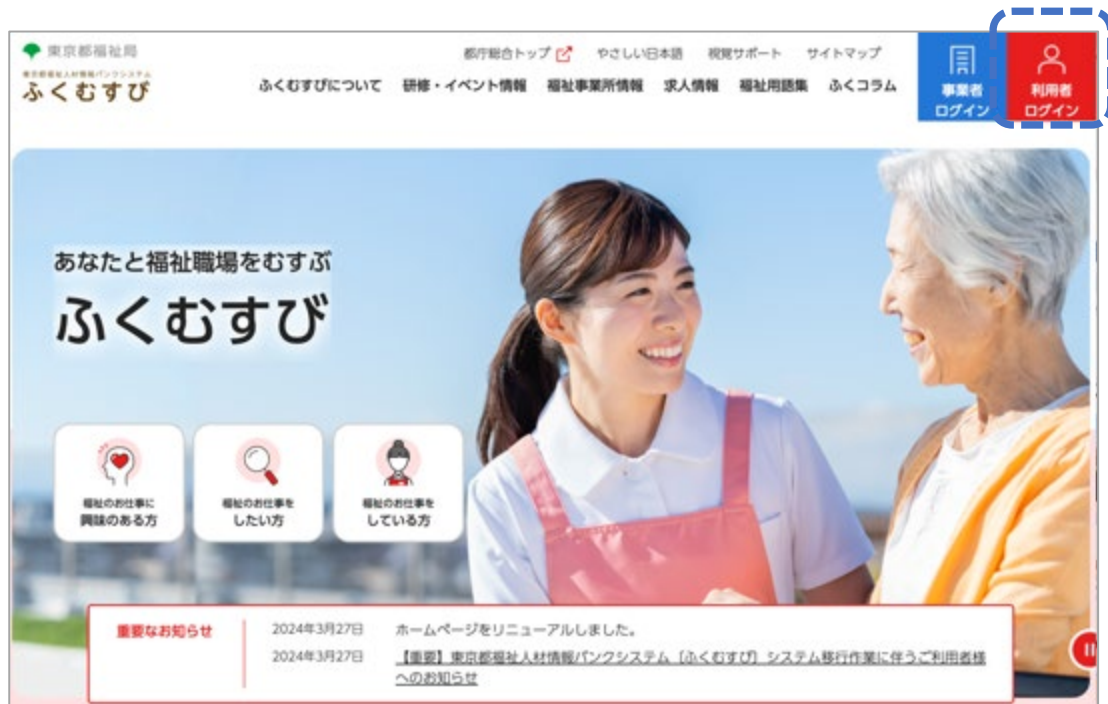 東京都福祉局
東京都福祉人材情報バンクシステム
ふくむすび
都庁総合トップ やさしい日本語 視覚サポート サイトマップ
ふくむすびについて 研修・イベント情報 福祉事業所情報 求人情報 福祉用語集 ふくコラム
事業者
ログイン
利用者
ログイン
あなたと福祉職場をむすぶ
ふくむすび
福祉のお仕事に
興味のある方
福祉のお仕事を
したい方
福祉のお仕事を
している方
重要なお知らせ
2024年3月27日 ホームページをリニューアルしました。
2024年3月27日 【重要】東京都福祉人材情報バンクシステム〔ふくむすび〕システム移行作業に伴うご利用者様
へのお知らせ